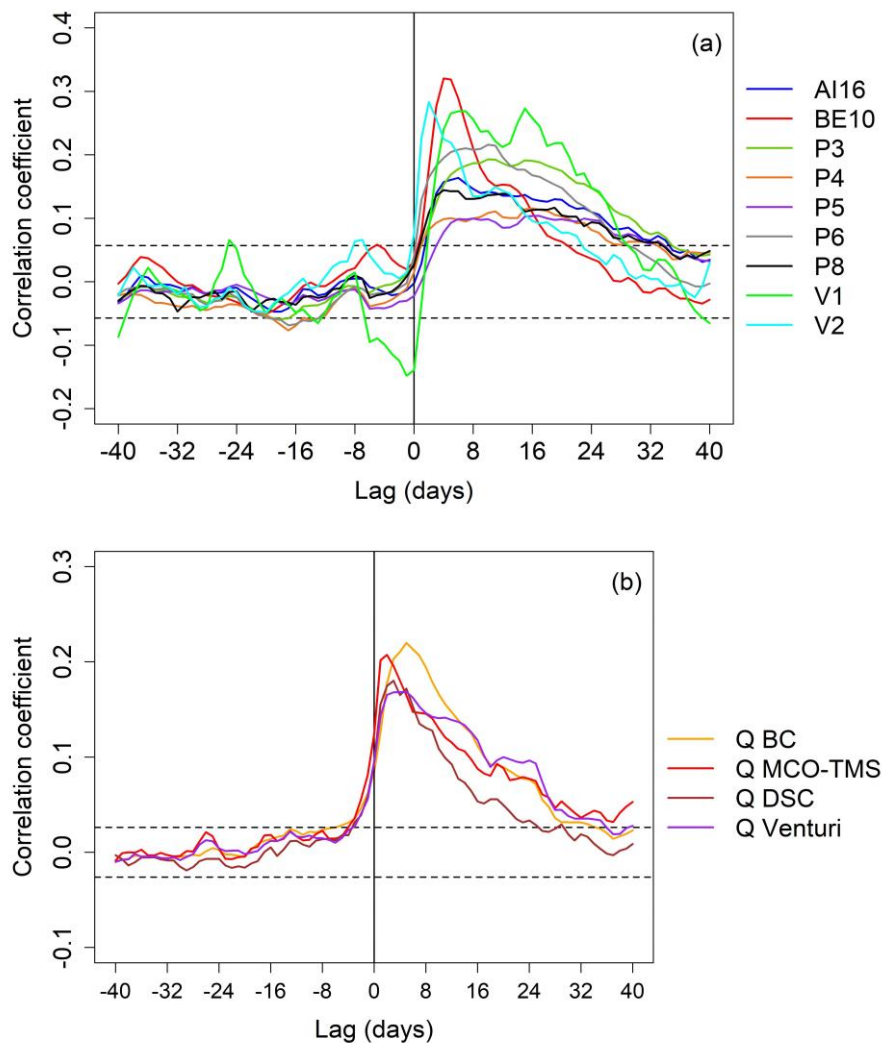 (a)
Correlation coefficient
0.4
0.3
0.2
0.1
0.0
-0.1
-0.2
-40 -32 -24 -16 -8 0 8 16 24 32 40
Lag (days)
AI16
BE10
P3
P4
P5
P6
P8
V1
V2
(b)
Correlation coefficient
0.3
0.2
0.1
0.0
-0.1
-40 -32 -24 -16 -8 0 8 16 24 32 40
Lag (days)
Q BC
Q MCO-TMS
Q DSC
Q Venturi